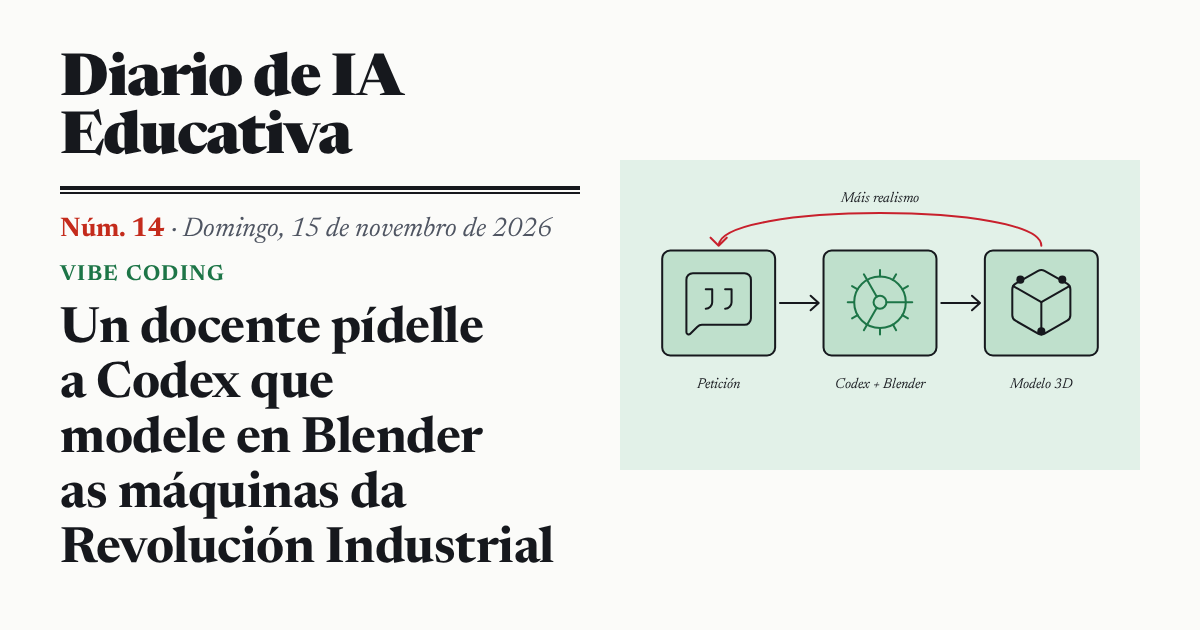 Diario de IA
Educativa
Núm. 14 · Domingo, 15 de novembro de 2026
VIBE CODING
Un docente pídelle
a Codex que
modele en Blender
as máquinas da
Revolución Industrial
Máis realismo
Petición
Codex + Blender
Modelo 3D